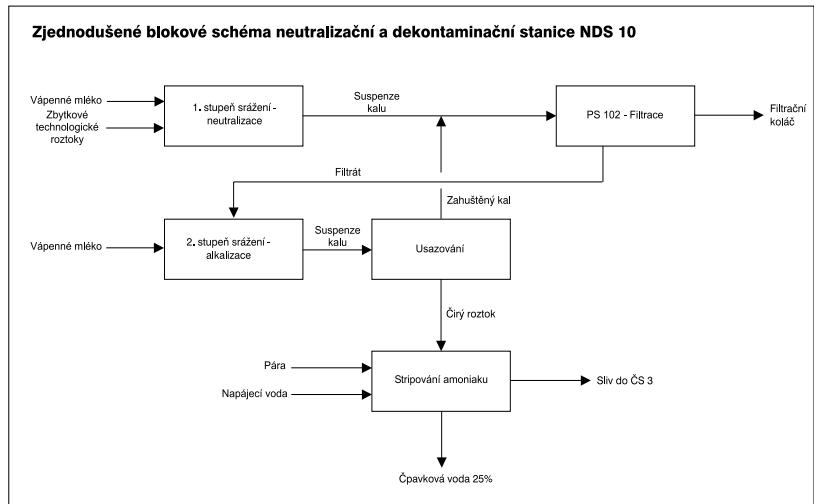 Zjednodušené blokové schéma neutralizační a dekontaminační stanice NDS 10
Vápenné mléko
Zbytkové
technologické
roztoky
1. stupeň srážení -
neutralizace
Suspenze
kalu
PS 102 - Filtrace
Filtrační
koláč
Filtrát
Zahuštěný kal
Vápenné mléko
2. stupeň srážení -
alkalizace
Suspenze
kalu
Usazování
Čirý roztok
Pára
Napájecí voda
Stripování amoniaku
Sliv do ČS 3
Čpavková voda 25%